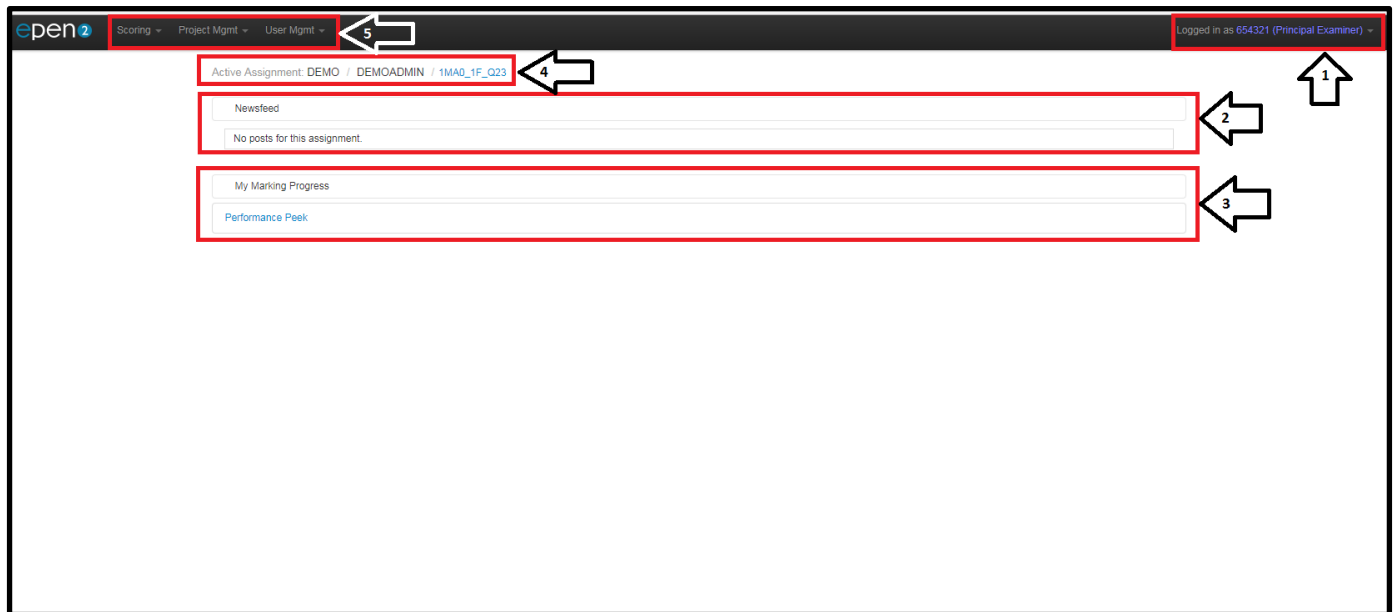 epen2 Scoring Project Mgmt User Mgmt 5 Logged in as 654321 (Principal Examiner)
Active Assignment: DEMO / DEMOADMIN / 1MA0_1F_Q23 4 1
Newsfeed
2
No posts for this assignment.
My Marking Progress
3
Performance Peek